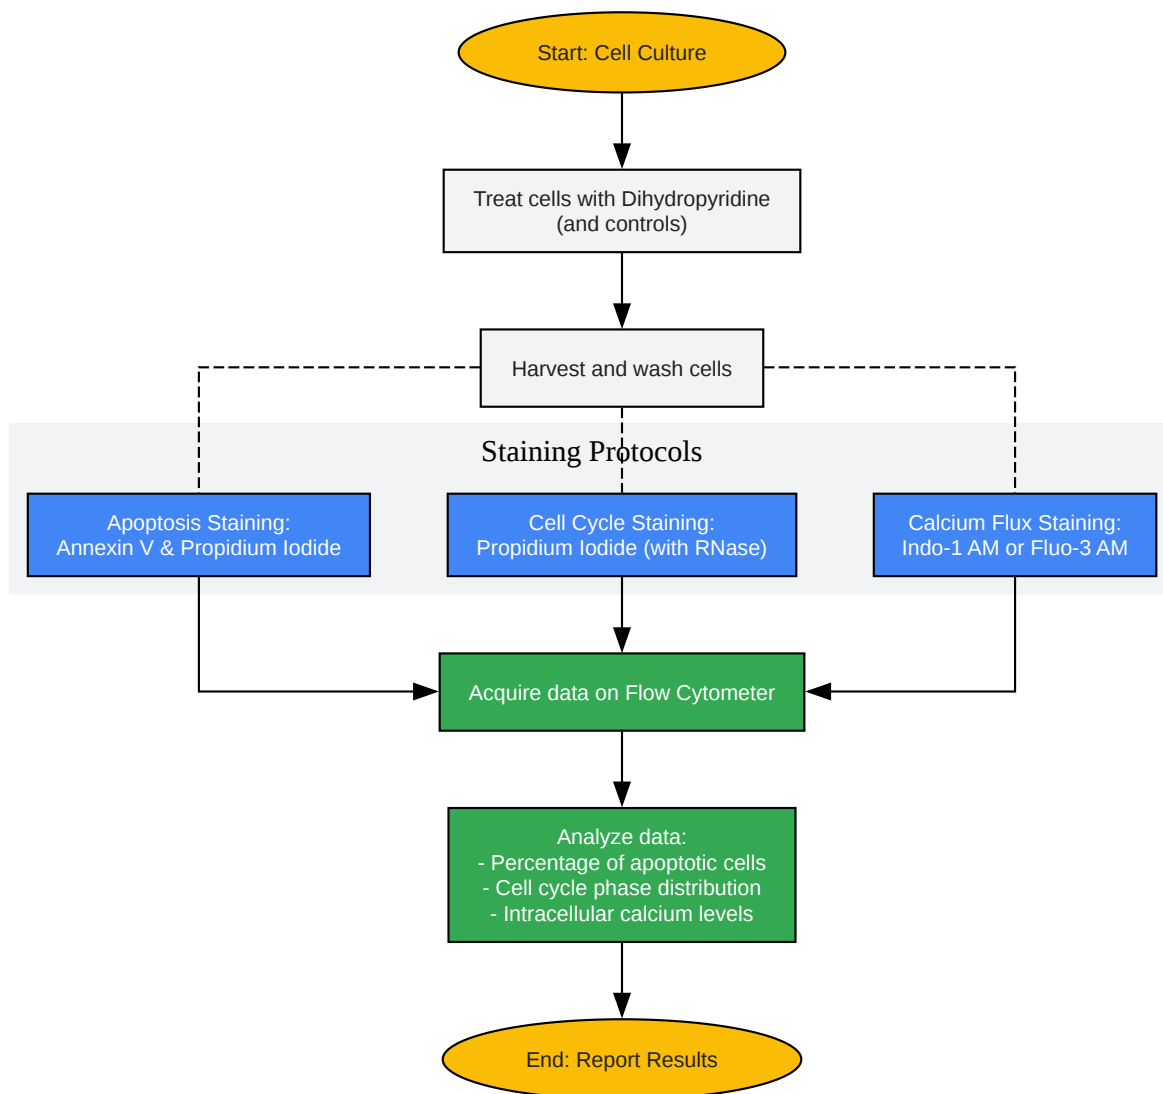 Start: Cell Culture
Treat cells with Dihydropyridine
(and controls)
Harvest and wash cells
Staining Protocols
Apoptosis Staining:
Annexin V & Propidium Iodide
Cell Cycle Staining:
Propidium Iodide (with RNase)
Calcium Flux Staining:
Indo-1 AM or Fluo-3 AM
Acquire data on Flow Cytometer
Analyze data:
- Percentage of apoptotic cells
- Cell cycle phase distribution
- Intracellular calcium levels
End: Report Results